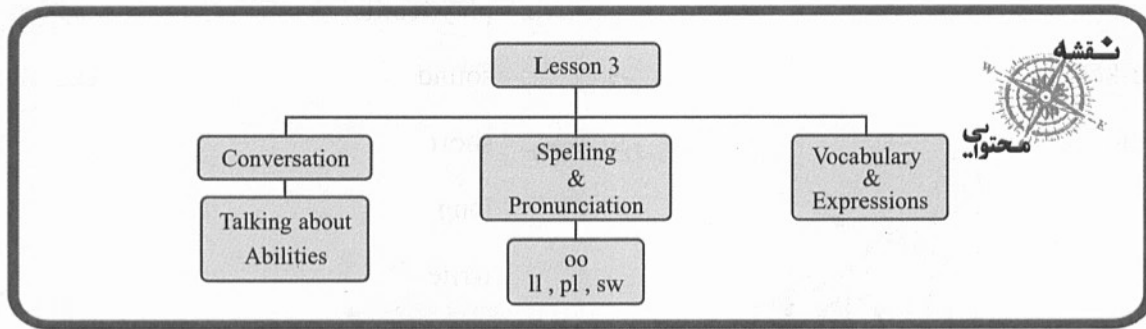 Lesson 3
نقشه
محتوایی
W
E
Conversation
Talking about
Abilities
Spelling
&
Pronunciation
oo
ll , pl , sw
Vocabulary
&
Expressions